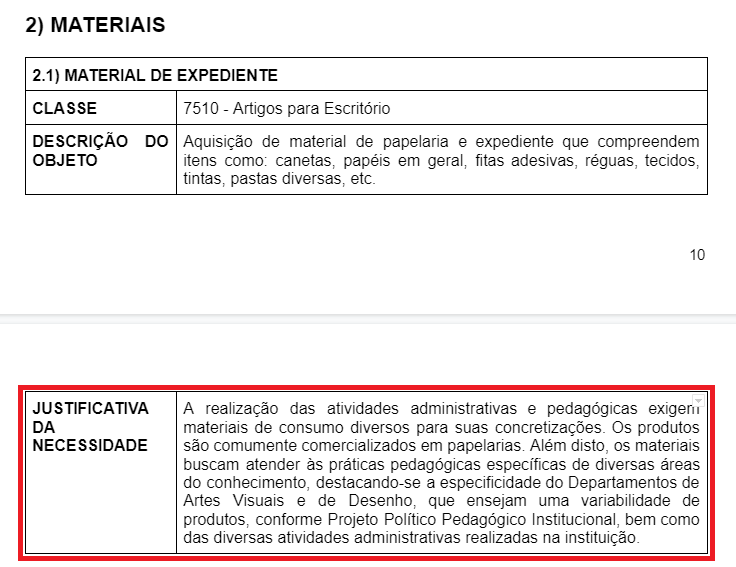 2) MATERIAIS
2.1) MATERIAL DE EXPEDIENTE
CLASSE
7510 - Artigos para Escritório
DESCRIÇÃO DO
OBJETO
Aquisição de material de papelaria e expediente que compreendem
itens como: canetas, papéis em geral, fitas adesivas, réguas, tecidos,
tintas, pastas diversas, etc.
10
JUSTIFICATIVA
DA
NECESSIDADE
A realização das atividades administrativas e pedagógicas exigem
materiais de consumo diversos para suas concretizações. Os produtos
são comumente comercializados em papelarias. Além disto, os materiais
buscam atender às práticas pedagógicas específicas de diversas áreas
do conhecimento, destacando-se a especificidade do Departamentos de
Artes Visuais e de Desenho, que ensejam uma variabilidade de
produtos, conforme Projeto Político Pedagógico Institucional, bem como
das diversas atividades administrativas realizadas na instituição.